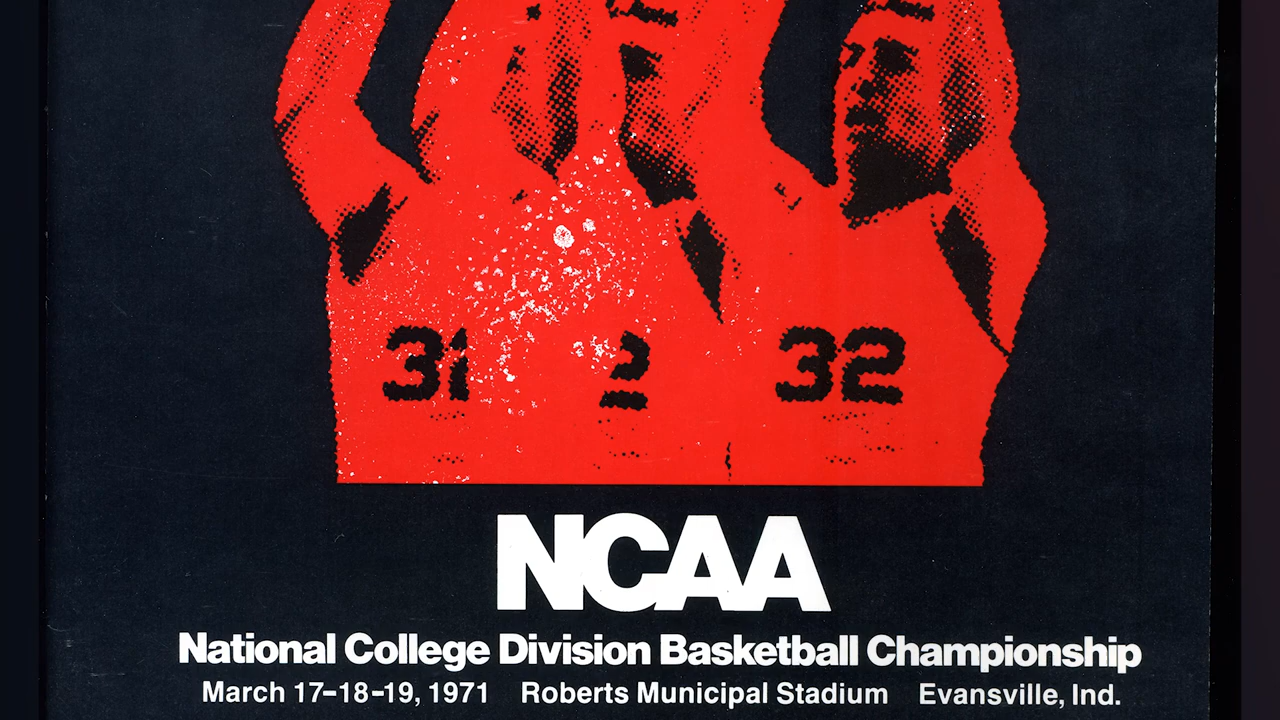 31 2 32
NCAA
National College Division Basketball Championship
March 17-18-19, 1971 Roberts Municipal Stadium Evansville, Ind.